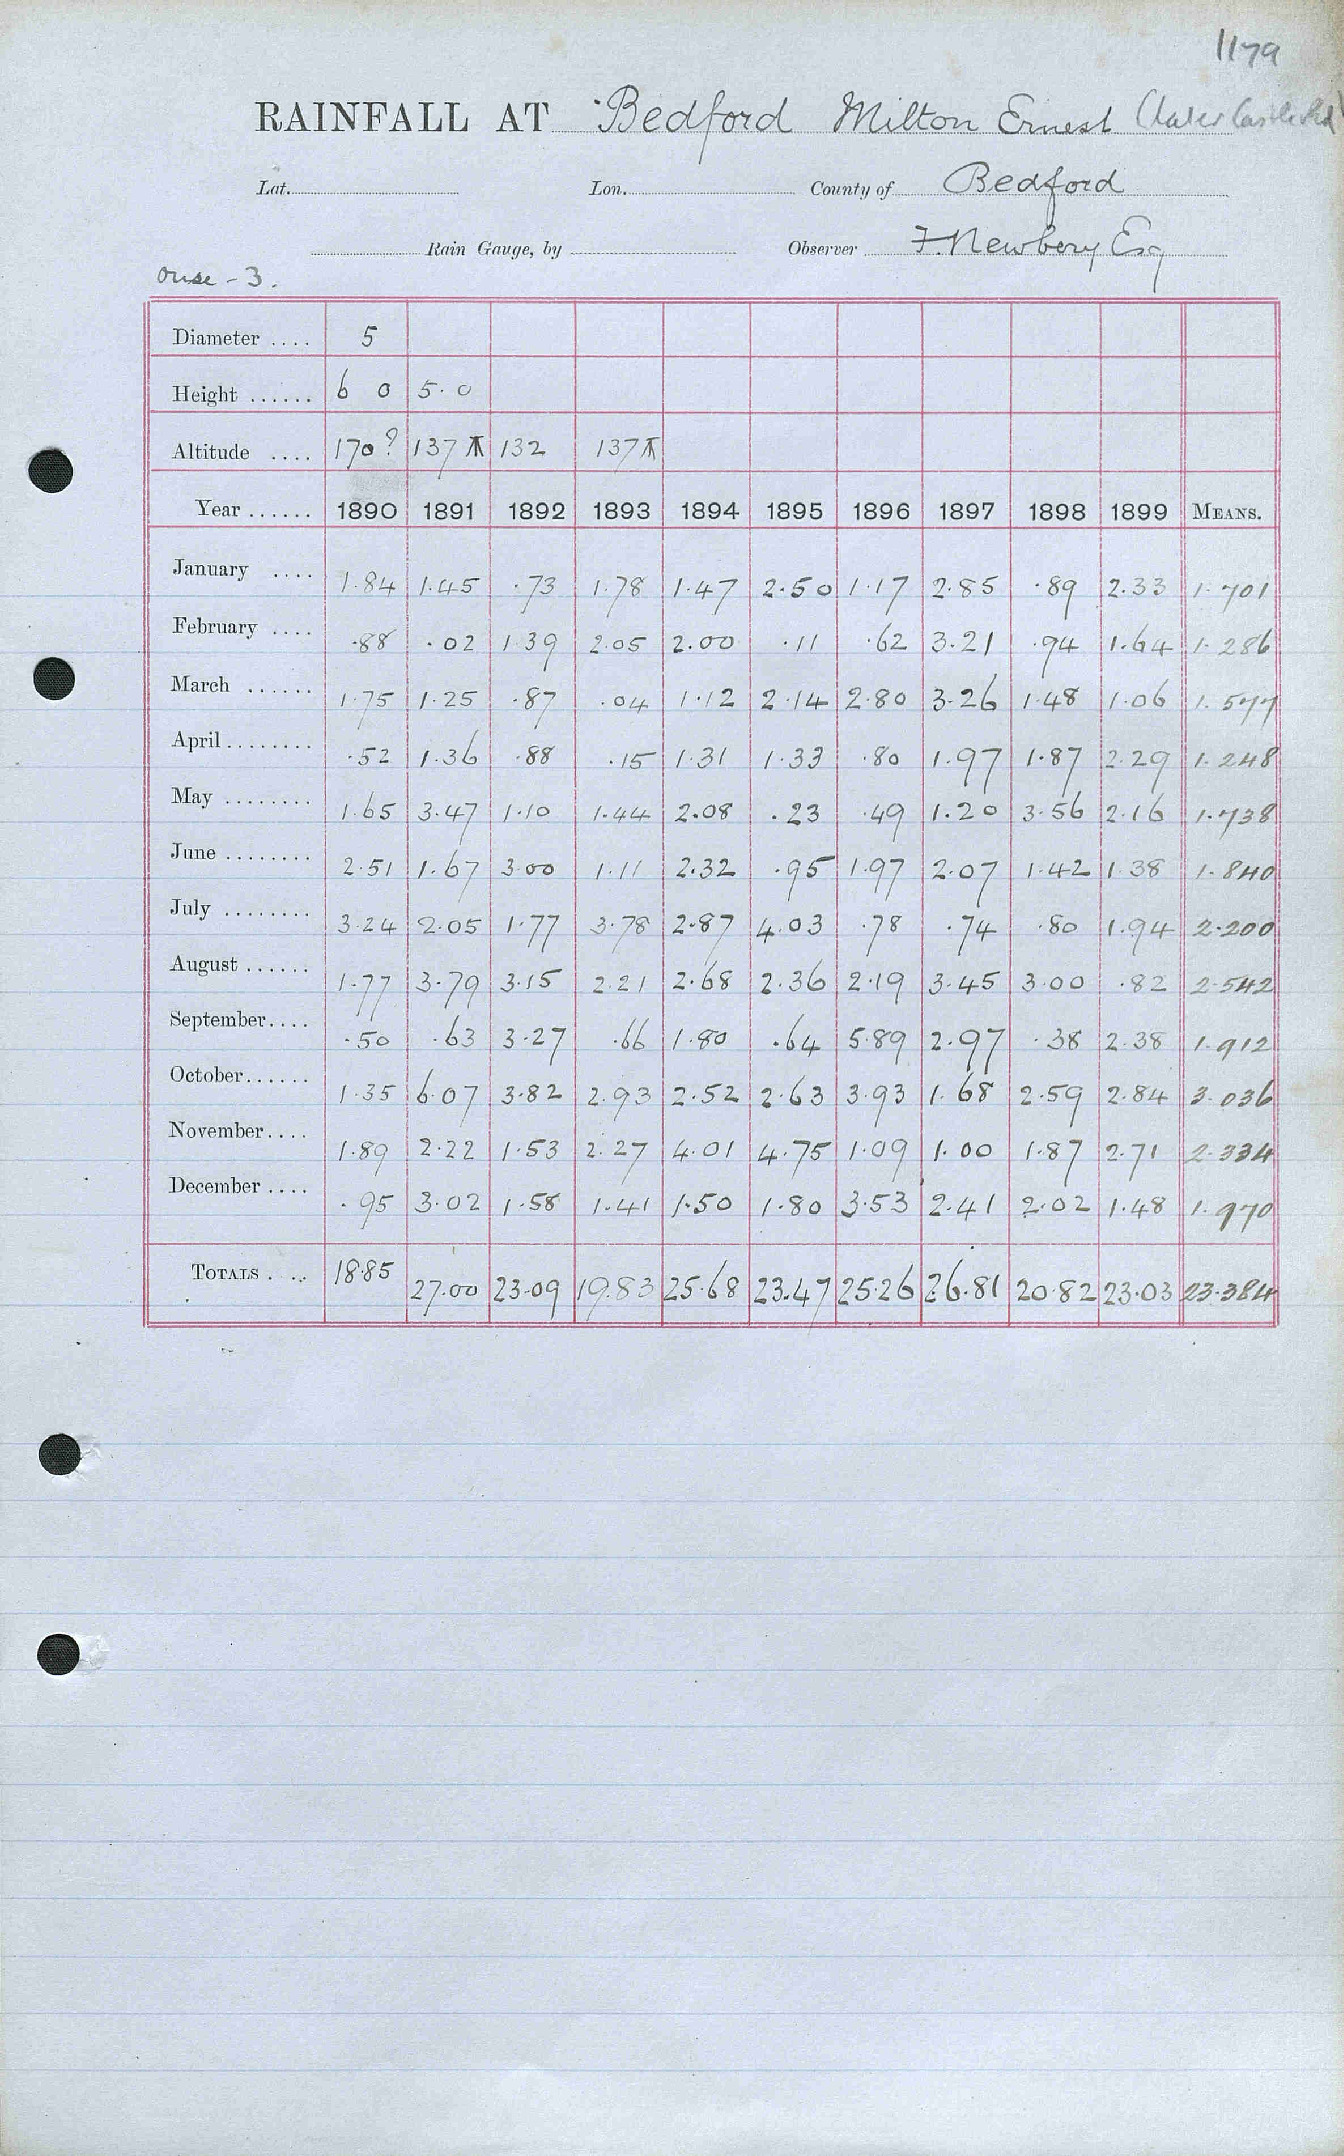 1179
RAINFALL AT Bedford Milton Ernest (Later Castle Rd)
Lat. Lon. County of Bedford
Rain Gauge, by Observer F. Newbery Esq
Ouse - 3.
Diameter .... 5
Height ...... 6 0 5.0
Altitude .... 170? 137 132 137
Year ...... 1890 1891 1892 1893 1894 1895 1896 1897 1898 1899 MEANS.
January .... 1.84 1.45 .73 1.78 1.47 2.50 1.17 2.85 .89 2.33 1.701
February .... .88 .02 1.39 2.05 2.00 .11 .62 3.21 .94 1.64 1.286
March ...... 1.75 1.25 .87 .04 1.12 2.14 2.80 3.26 1.48 1.06 1.577
April ........ .52 1.36 .88 .15 1.31 1.33 .80 1.97 1.87 2.29 1.248
May ........ 1.65 3.47 1.10 1.44 2.08 .23 .49 1.20 3.56 2.16 1.738
June ........ 2.51 1.67 3.00 1.11 2.32 .95 1.97 2.07 1.42 1.38 1.840
July ........ 3.24 2.05 1.77 3.78 2.87 4.03 .78 .74 .80 1.94 2.200
August ...... 1.77 3.79 3.15 2.21 2.68 2.36 2.19 3.45 3.00 .82 2.542
September.... .50 .63 3.27 .66 1.80 .64 5.89 2.97 .38 2.38 1.912
October...... 1.35 6.07 3.82 2.93 2.52 2.63 3.93 1.68 2.59 2.84 3.036
November.... 1.89 2.22 1.53 2.27 4.01 4.75 1.09 1.00 1.87 2.71 2.334
December .... .95 3.02 1.58 1.41 1.50 1.80 3.53 2.41 2.02 1.48 1.970
TOTALS .... 18.85 27.00 23.09 19.83 25.68 23.47 25.26 26.81 20.82 23.03 23.384